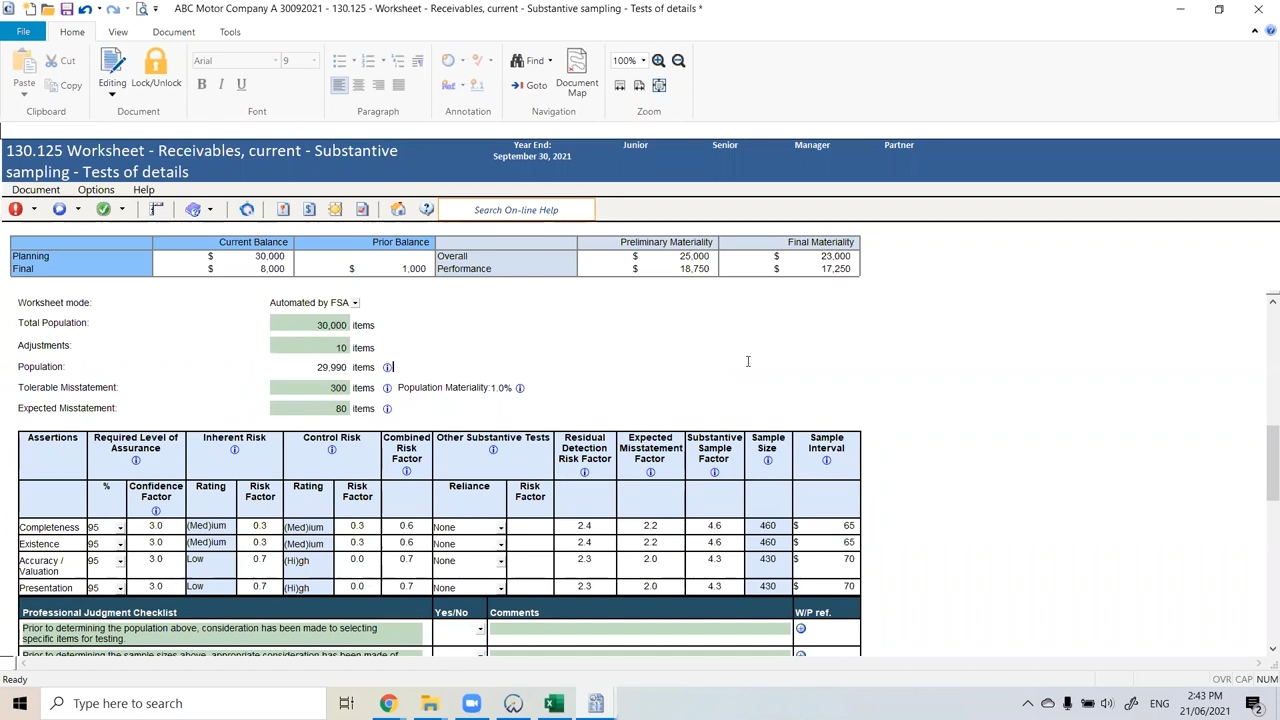 ABC Motor Company A 30092021 - 130.125 - Worksheet - Receivables, current - Substantive sampling - Tests of details *
File Home View Document Tools
Paste Cut Copy Clipboard
Editing Lock/Unlock Document
Arial 9 B I U Font
Paragraph
Annotation
Find Goto Document Map Navigation
100% Zoom
130.125 Worksheet - Receivables, current - Substantive
sampling - Tests of details
Year End:
September 30, 2021
Junior Senior Manager Partner
Document Options Help
Search On-line Help
Current Balance Prior Balance Preliminary Materiality Final Materiality
Planning $ 30,000 Overall $ 25,000 $ 23,000
Final $ 8,000 $ 1,000 Performance $ 18,750 $ 17,250
Worksheet mode: Automated by FSA
Total Population: 30,000 items
Adjustments: 10 items
Population: 29,990 items
Tolerable Misstatement: 300 items Population Materiality: 1.0%
Expected Misstatement: 80 items
Assertions
Required Level of
Assurance
Inherent Risk
Control Risk
Combined
Risk
Factor
Other Substantive Tests
Residual
Detection
Risk Factor
Expected
Misstatement
Factor
Substantive
Sample
Factor
Sample
Size
Sample
Interval
% Confidence Factor Rating Risk Factor Rating Risk Factor Reliance Risk Factor
Completeness 95 3.0 (Med)ium 0.3 (Med)ium 0.3 0.6 None 2.4 2.2 4.6 460 $ 65
Existence 95 3.0 (Med)ium 0.3 (Med)ium 0.3 0.6 None 2.4 2.2 4.6 460 $ 65
Accuracy / Valuation 95 3.0 Low 0.7 (Hi)gh 0.0 0.7 None 2.3 2.0 4.3 430 $ 70
Presentation 95 3.0 Low 0.7 (Hi)gh 0.0 0.7 None 2.3 2.0 4.3 430 $ 70
Professional Judgment Checklist Yes/No Comments W/P ref.
Prior to determining the population above, consideration has been made to selecting
specific items for testing.
Prior to determining the sample sizes above, appropriate consideration has been made of
Ready OVR CAP NUM
Type here to search
ENG
2:43 PM
21/06/2021
2